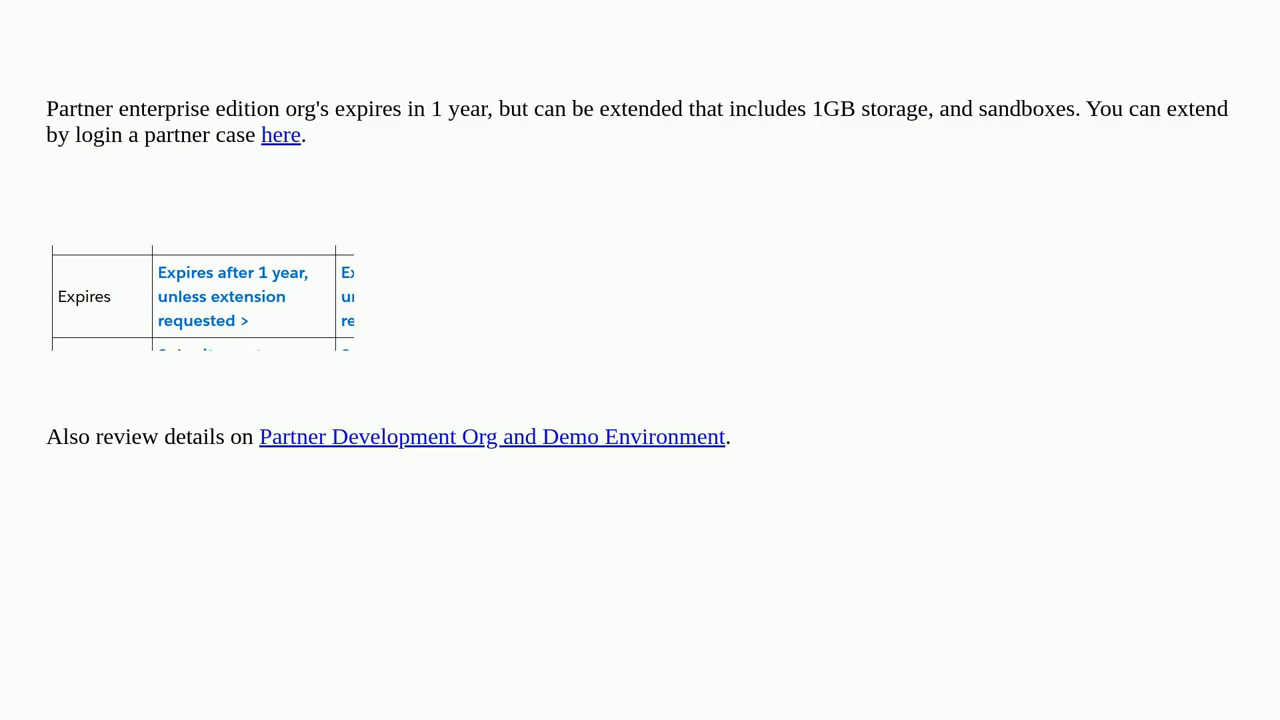 Partner enterprise edition org's expires in 1 year, but can be extended that includes 1GB storage, and sandboxes. You can extend
by login a partner case here.
Expires
Expires after 1 year,
unless extension
requested >
Also review details on Partner Development Org and Demo Environment.